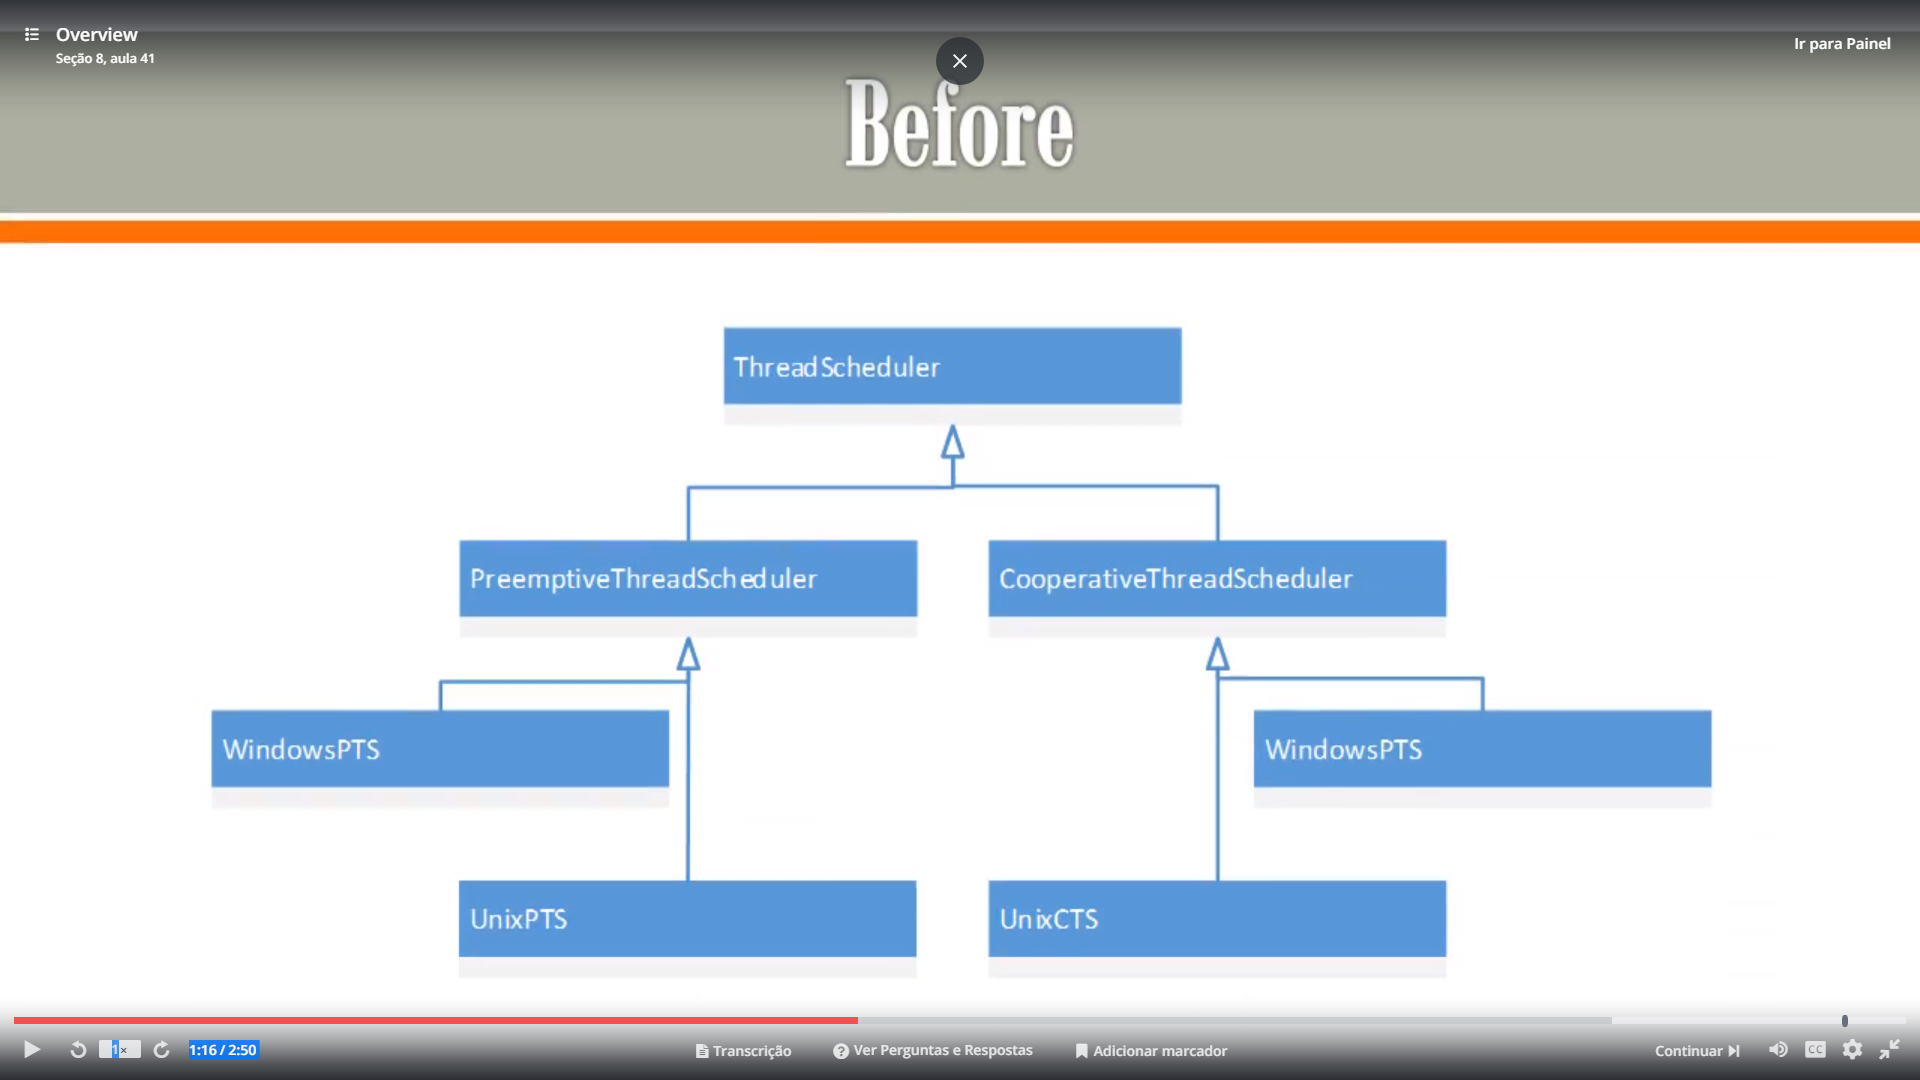 Overview
Seção 8, aula 41
Ir para Painel
Before
ThreadScheduler
PreemptiveThreadScheduler
CooperativeThreadScheduler
WindowsPTS
WindowsPTS
UnixPTS
UnixCTS
1×
1:16 / 2:50
Transcrição
Ver Perguntas e Respostas
Adicionar marcador
Continuar
CC